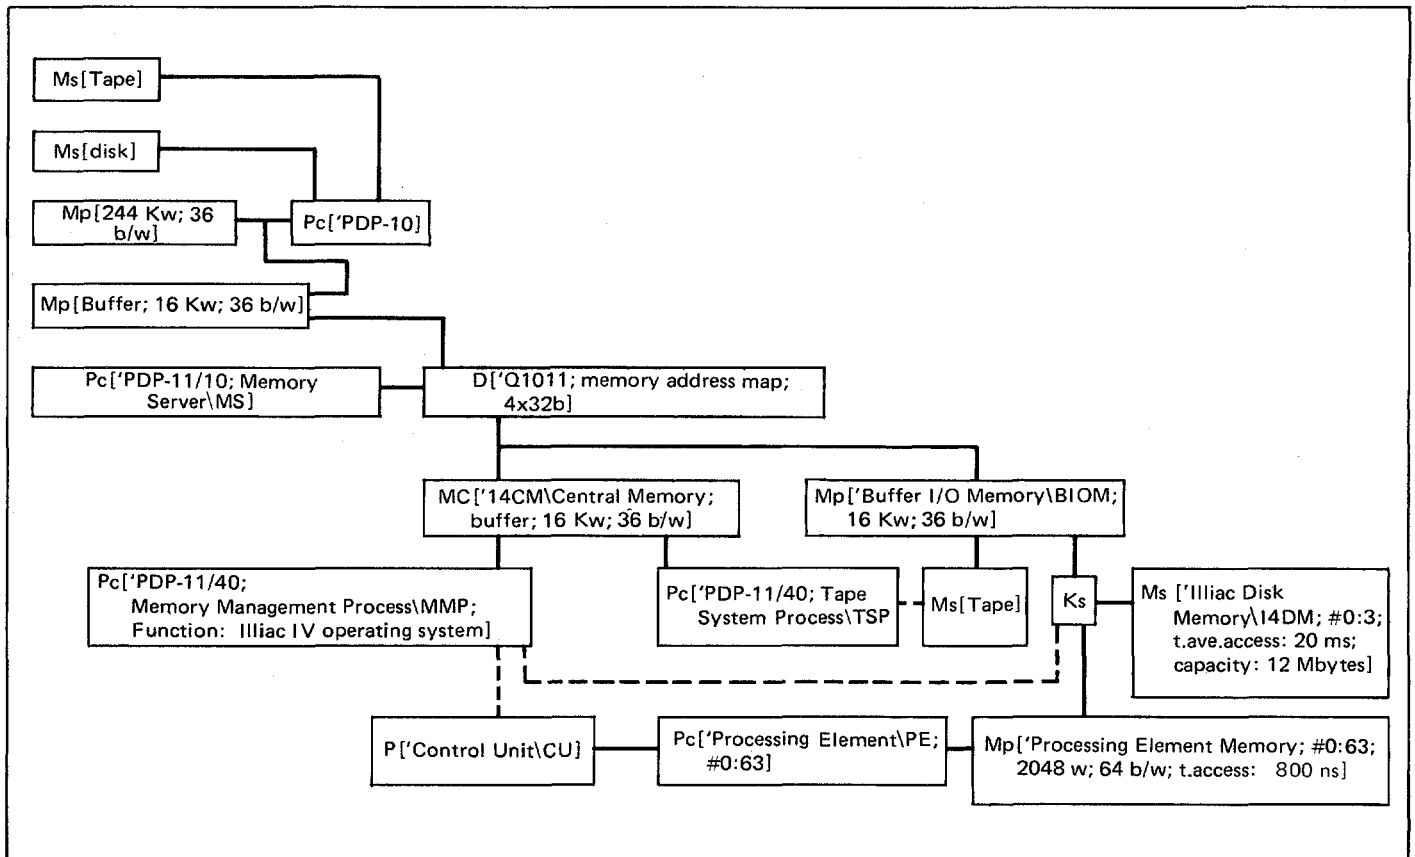 Ms[Tape]
Ms[disk]
Mp[244 Kw; 36
b/w]
Pc['PDP-10]
Mp[Buffer; 16 Kw; 36 b/w]
Pc['PDP-11/10; Memory
Server\MS]
D['Q1011; memory address map;
4x32b]
MC['14CM\Central Memory;
buffer; 16 Kw; 36 b/w]
Mp['Buffer I/O Memory\BIOM;
16 Kw; 36 b/w]
Pc['PDP-11/40;
Memory Management Process\MMP;
Function: Illiac IV operating system]
Pc['PDP-11/40; Tape
System Process\TSP
Ms[Tape]
Ks
Ms ['Illiac Disk
Memory\I4DM; #0:3;
t.ave.access: 20 ms;
capacity: 12 Mbytes]
P['Control Unit\CU]
Pc['Processing Element\PE;
#0:63]
Mp['Processing Element Memory; #0:63;
2048 w; 64 b/w; t.access: 800 ns]